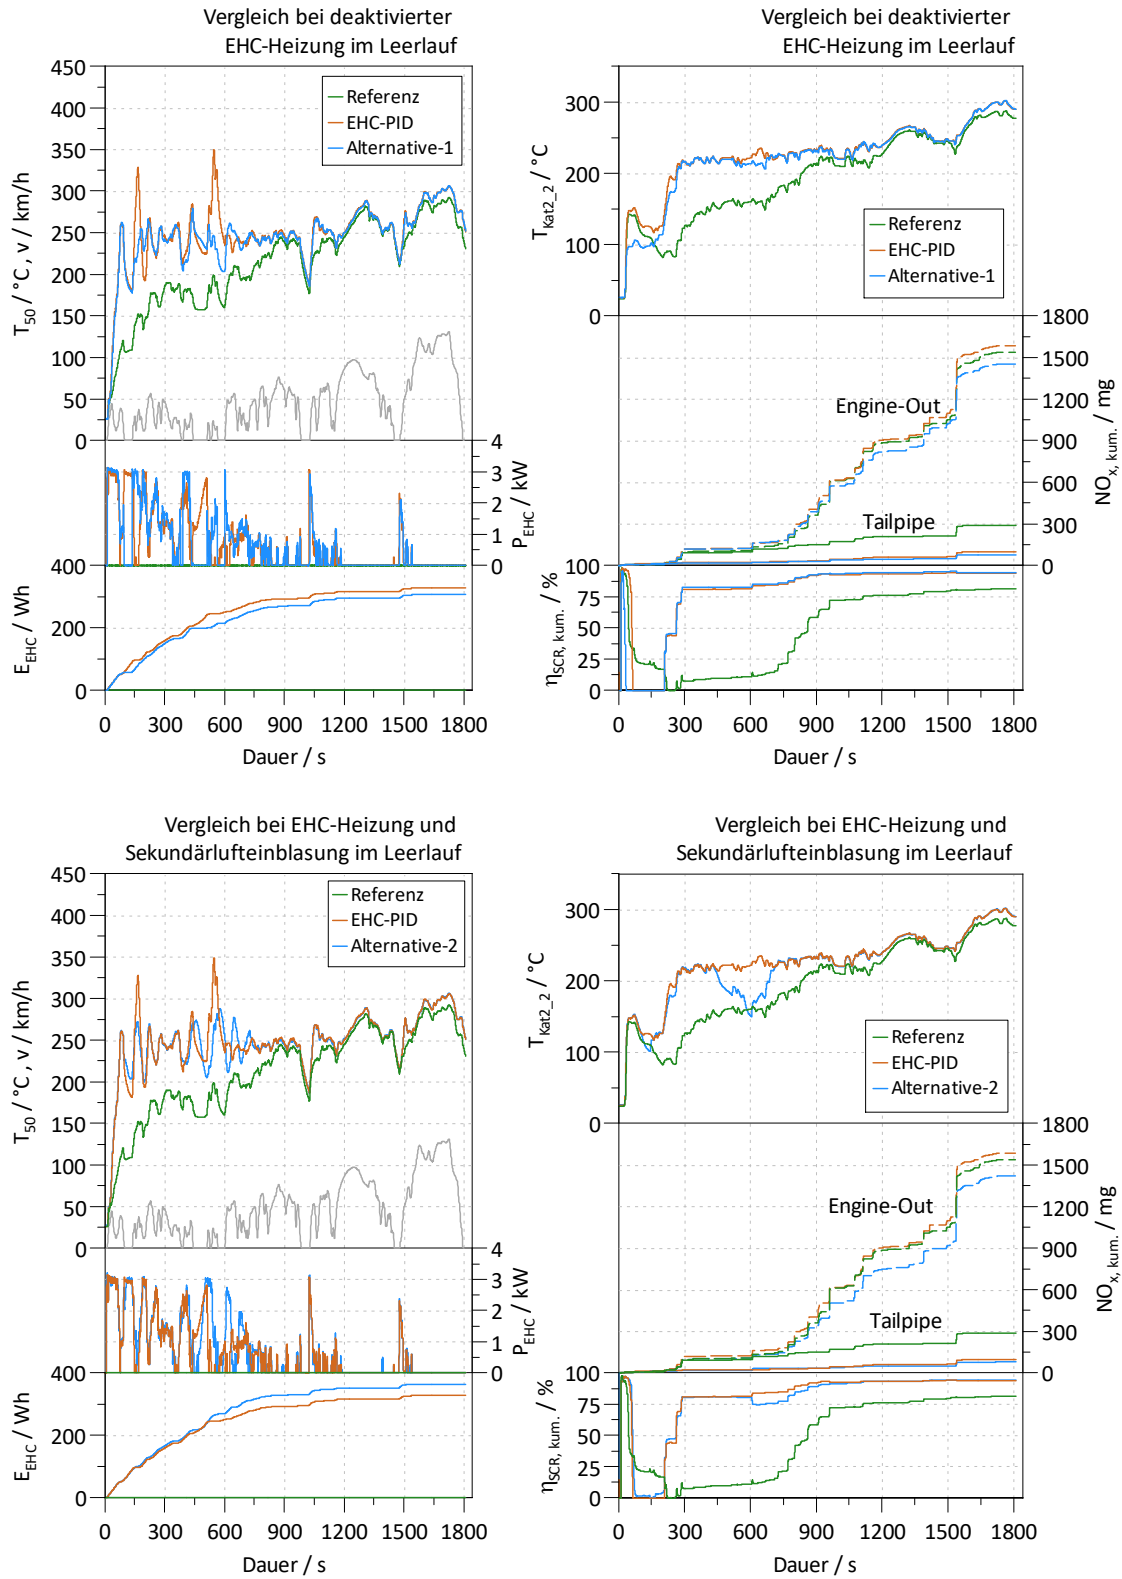 Vergleich bei deaktivierter
EHC-Heizung im Leerlauf
450
400
350
300
250
200
150
100
50
0
T50 / °C , v / km/h
Referenz
EHC-PID
Alternative-1
4
3
2
1
0
P_EHC / kW
400
200
0
E_EHC / Wh
0 300 600 900 1200 1500 1800
Dauer / s
Vergleich bei deaktivierter
EHC-Heizung im Leerlauf
300
200
100
0
T_Kat2_2 / °C
Referenz
EHC-PID
Alternative-1
1800
1500
1200
900
600
300
0
NOx, kum. / mg
Engine-Out
Tailpipe
100
75
50
25
0
η_SCR, kum. / %
0 300 600 900 1200 1500 1800
Dauer / s
Vergleich bei EHC-Heizung und
Sekundärlufteinblasung im Leerlauf
450
400
350
300
250
200
150
100
50
0
T50 / °C , v / km/h
Referenz
EHC-PID
Alternative-2
4
3
2
1
0
P_EHC / kW
400
200
0
E_EHC / Wh
0 300 600 900 1200 1500 1800
Dauer / s
Vergleich bei EHC-Heizung und
Sekundärlufteinblasung im Leerlauf
300
200
100
0
T_Kat2_2 / °C
Referenz
EHC-PID
Alternative-2
1800
1500
1200
900
600
300
0
NOx, kum. / mg
Engine-Out
Tailpipe
100
75
50
25
0
η_SCR, kum. / %
0 300 600 900 1200 1500 1800
Dauer / s